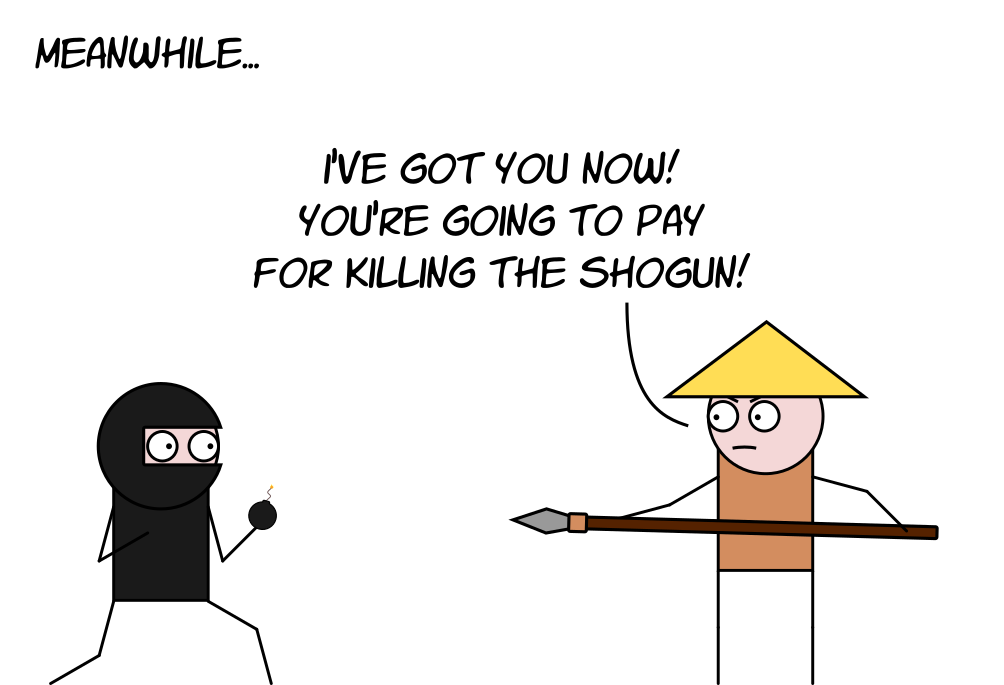 MEANWHILE...
I'VE GOT YOU NOW!
YOU'RE GOING TO PAY
FOR KILLING THE SHOGUN!